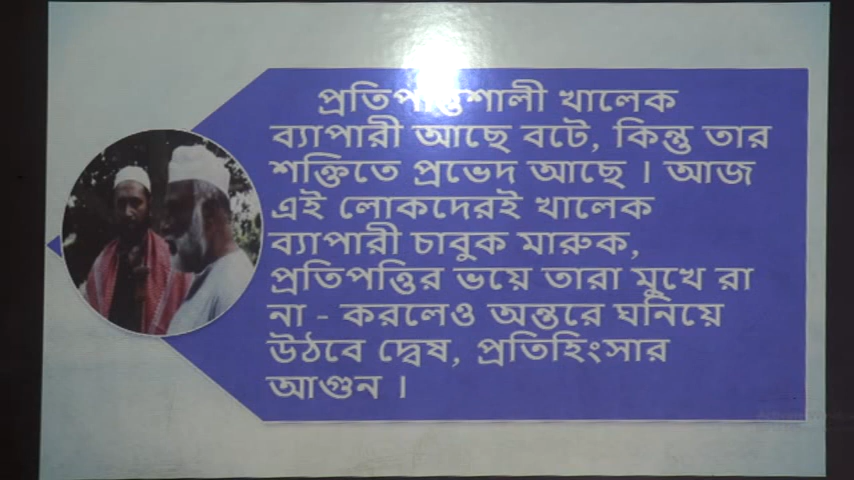 প্রতিপত্তিশালী খালেক
ব্যাপারী আছে বটে, কিন্তু তার
শক্তিতে প্রভেদ আছে । আজ
এই লোকদেরই খালেক
ব্যাপারী চাবুক মারুক,
প্রতিপত্তির ভয়ে তারা মুখে রা
না - করলেও অন্তরে ঘনিয়ে
উঠবে দ্বেষ, প্রতিহিংসার
আগুন ।